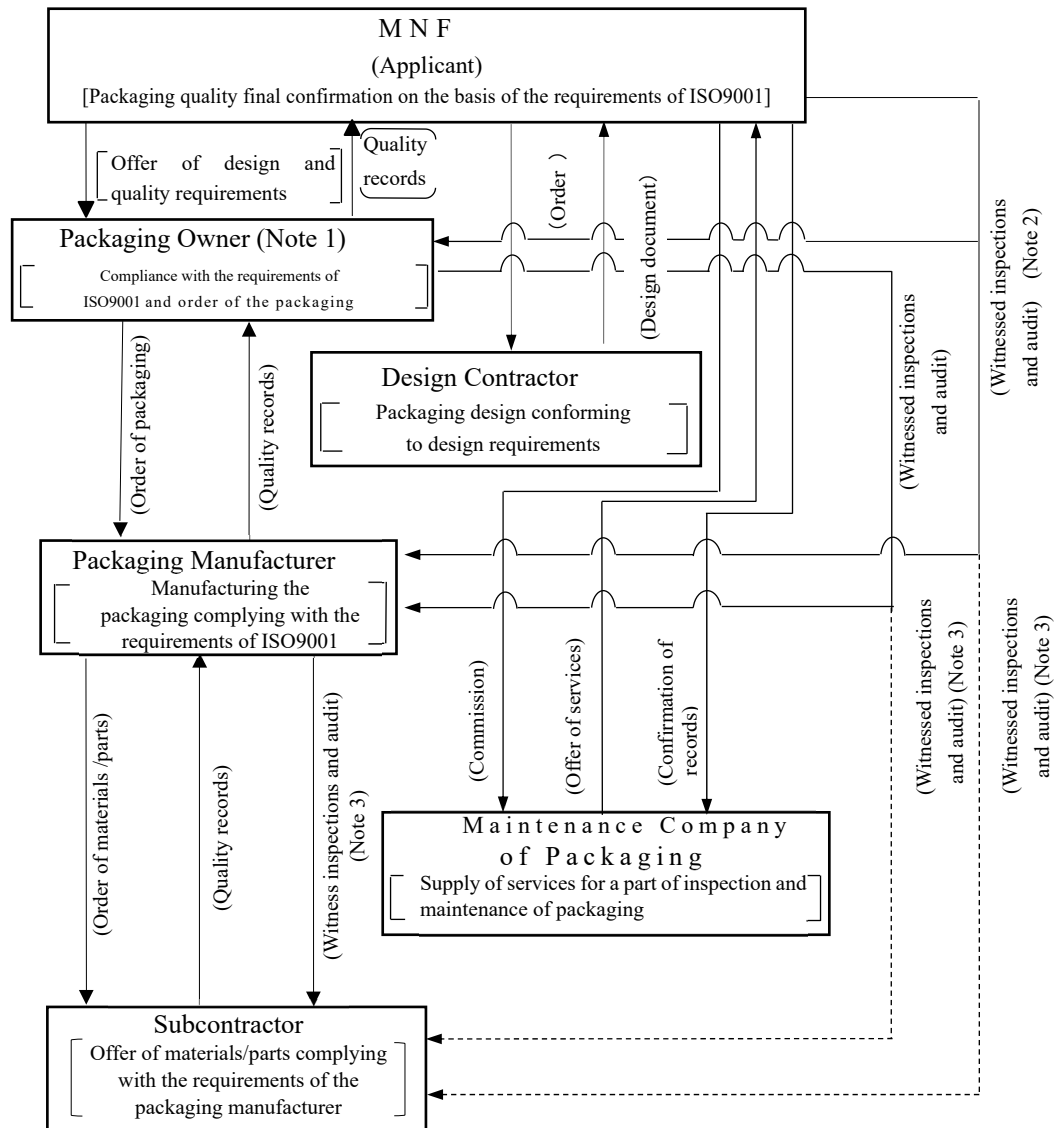 M N F
(Applicant)
[Packaging quality final confirmation on the basis of the requirements of ISO9001]
Offer of design and
quality requirements
Quality
records
(Order )
(Design document)
Packaging Owner (Note 1)
Compliance with the requirements of
ISO9001 and order of the packaging
(Witnessed inspections
and audit) (Note 2)
(Witnessed inspections
and audit)
Design Contractor
Packaging design conforming
to design requirements
(Order of packaging)
(Quality records)
Packaging Manufacturer
Manufacturing the
packaging complying with the
requirements of ISO9001
(Order of materials /parts)
(Quality records)
(Witness inspections and audit)
(Note 3)
(Commission)
(Offer of services)
(Confirmation of
records)
(Witnessed inspections
and audit) (Note 3)
(Witnessed inspections
and audit) (Note 3)
Maintenance Company
of Packaging
Supply of services for a part of inspection and
maintenance of packaging
Subcontractor
Offer of materials/parts complying
with the requirements of the
packaging manufacturer